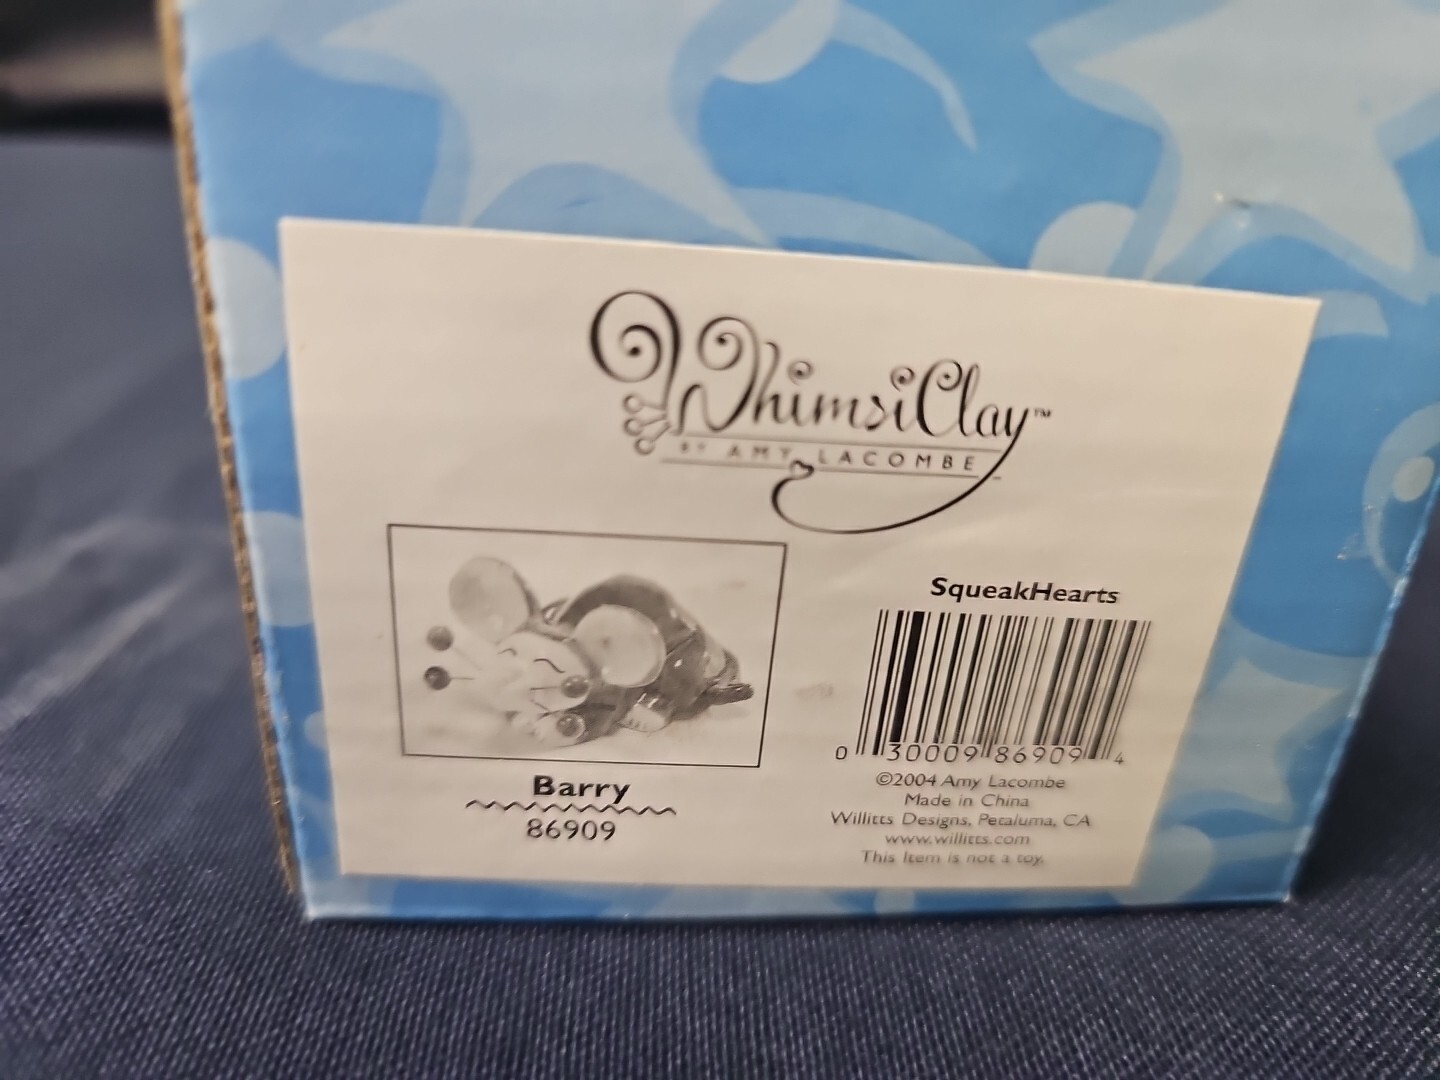 WhimsiClay™
BY AMY LACOMBE
SqueakHearts
0 30009 86909 4
©2004 Amy Lacombe
Made in China
Willitts Designs, Petaluma, CA
www.willitts.com
This Item is not a toy.
Barry
86909